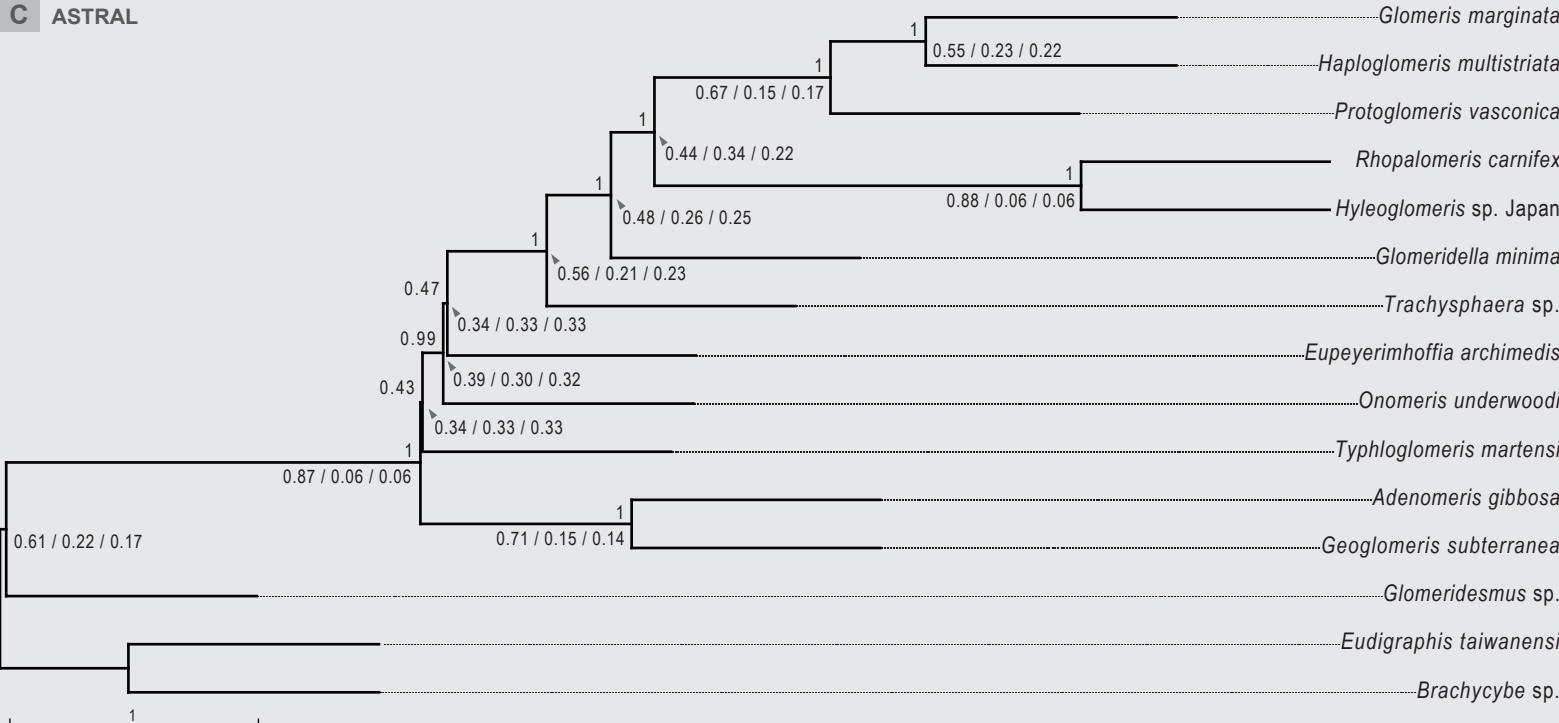 C ASTRAL
Glomeris marginata
1
0.55 / 0.23 / 0.22
Haploglomeris multistriata
1
0.67 / 0.15 / 0.17
Protoglomeris vasconica
1
0.44 / 0.34 / 0.22
Rhopalomeris carnifex
1
0.88 / 0.06 / 0.06
Hyleoglomeris sp. Japan
1
0.48 / 0.26 / 0.25
Glomeridella minima
1
0.56 / 0.21 / 0.23
Trachysphaera sp.
0.47
0.34 / 0.33 / 0.33
Eupeyerimhoffia archimedis
0.99
0.39 / 0.30 / 0.32
Onomeris underwoodi
0.43
0.34 / 0.33 / 0.33
Typhloglomeris martensi
1
0.87 / 0.06 / 0.06
Adenomeris gibbosa
1
0.71 / 0.15 / 0.14
Geoglomeris subterranea
0.61 / 0.22 / 0.17
Glomeridesmus sp.
Eudigraphis taiwanensi
Brachycybe sp.
1